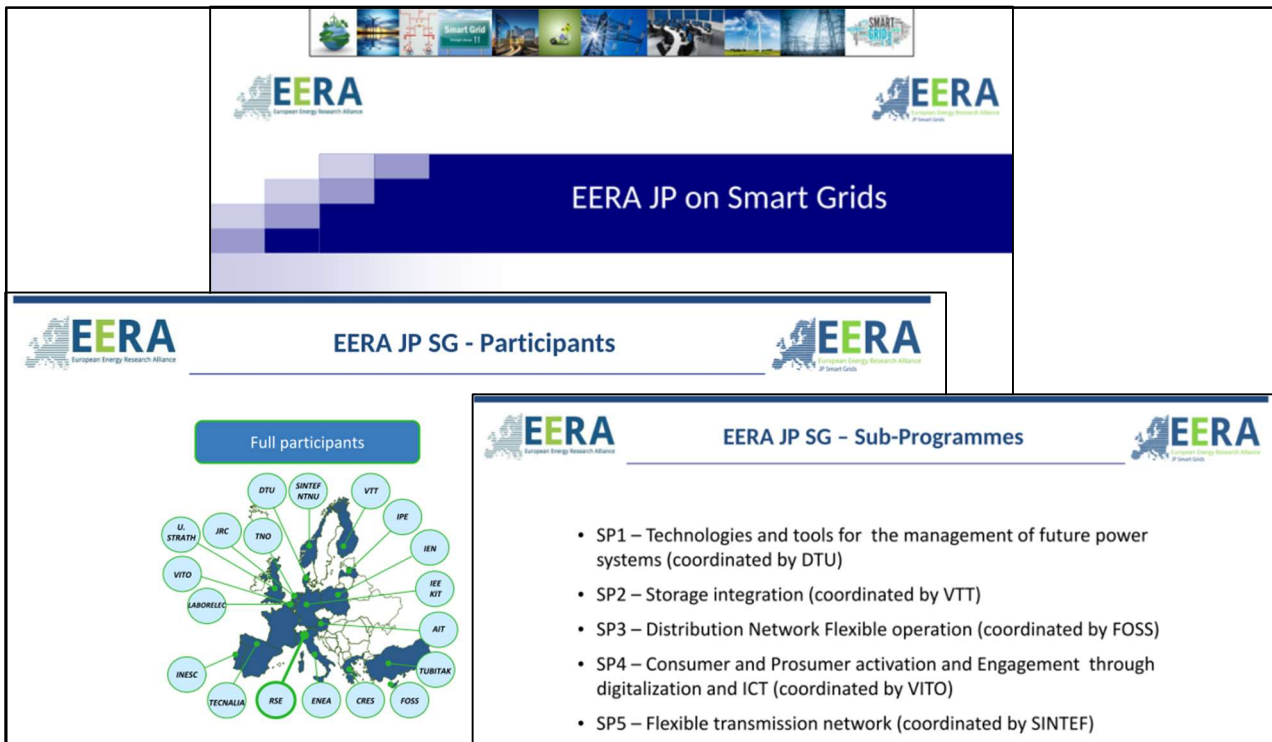 Smart Grid
SMART
GRID
EERA
European Energy Research Alliance
EERA
European Energy Research Alliance
JP Smart Grids
EERA JP on Smart Grids
EERA
European Energy Research Alliance
EERA JP SG - Participants
EERA
European Energy Research Alliance
JP Smart Grids
Full participants
DTU
SINTEF
NTNU
VTT
U.
STRATH
JRC
TNO
IPE
IEN
VITO
IEE
KIT
LABORELEC
AIT
INESC
TUBITAK
TECNALIA
RSE
ENEA
CRES
FOSS
EERA
European Energy Research Alliance
EERA JP SG – Sub-Programmes
EERA
European Energy Research Alliance
JP Smart Grids
• SP1 – Technologies and tools for the management of future power
systems (coordinated by DTU)
• SP2 – Storage integration (coordinated by VTT)
• SP3 – Distribution Network Flexible operation (coordinated by FOSS)
• SP4 – Consumer and Prosumer activation and Engagement through
digitalization and ICT (coordinated by VITO)
• SP5 – Flexible transmission network (coordinated by SINTEF)